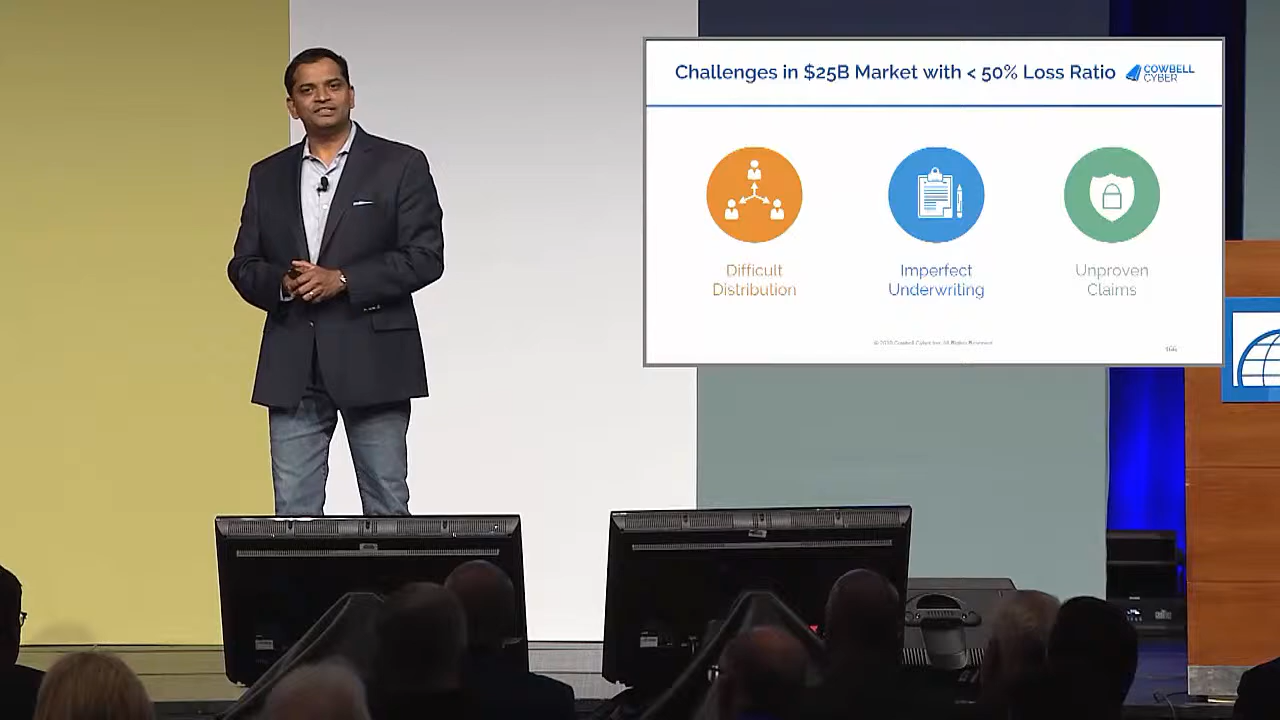 Challenges in $25B Market with < 50% Loss Ratio
COWBELL
CYBER
Difficult
Distribution
Imperfect
Underwriting
Unproven
Claims